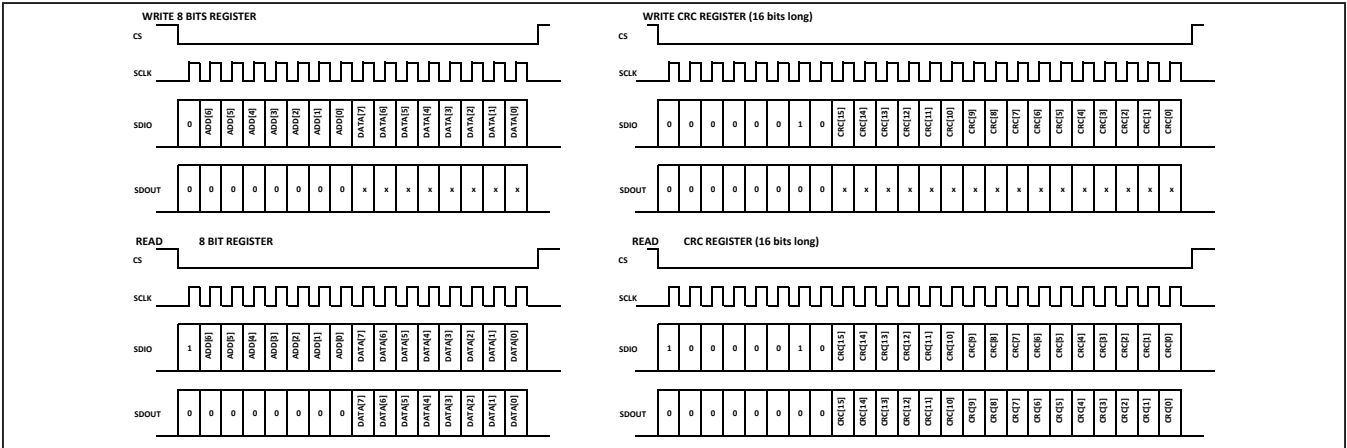 WRITE 8 BITS REGISTER
CS
SCLK
SDIO 0 ADD[6] ADD[5] ADD[4] ADD[3] ADD[2] ADD[1] ADD[0] DATA[7] DATA[6] DATA[5] DATA[4] DATA[3] DATA[2] DATA[1] DATA[0]
SDOUT 0 0 0 0 0 0 0 0 x x x x x x x x
WRITE CRC REGISTER (16 bits long)
CS
SCLK
SDIO 0 0 0 0 0 0 1 0 CRC[15] CRC[14] CRC[13] CRC[12] CRC[11] CRC[10] CRC[9] CRC[8] CRC[7] CRC[6] CRC[5] CRC[4] CRC[3] CRC[2] CRC[1] CRC[0]
SDOUT 0 0 0 0 0 0 0 0 x x x x x x x x x x x x x x x x
READ 8 BIT REGISTER
CS
SCLK
SDIO 1 ADD[6] ADD[5] ADD[4] ADD[3] ADD[2] ADD[1] ADD[0] DATA[7] DATA[6] DATA[5] DATA[4] DATA[3] DATA[2] DATA[1] DATA[0]
SDOUT 0 0 0 0 0 0 0 0 DATA[7] DATA[6] DATA[5] DATA[4] DATA[3] DATA[2] DATA[1] DATA[0]
READ CRC REGISTER (16 bits long)
CS
SCLK
SDIO 1 0 0 0 0 0 1 0 CRC[15] CRC[14] CRC[13] CRC[12] CRC[11] CRC[10] CRC[9] CRC[8] CRC[7] CRC[6] CRC[5] CRC[4] CRC[3] CRC[2] CRC[1] CRC[0]
SDOUT 0 0 0 0 0 0 0 0 CRC[15] CRC[14] CRC[13] CRC[12] CRC[11] CRC[10] CRC[9] CRC[8] CRC[7] CRC[6] CRC[5] CRC[4] CRC[3] CRC[2] CRC[1] CRC[0]